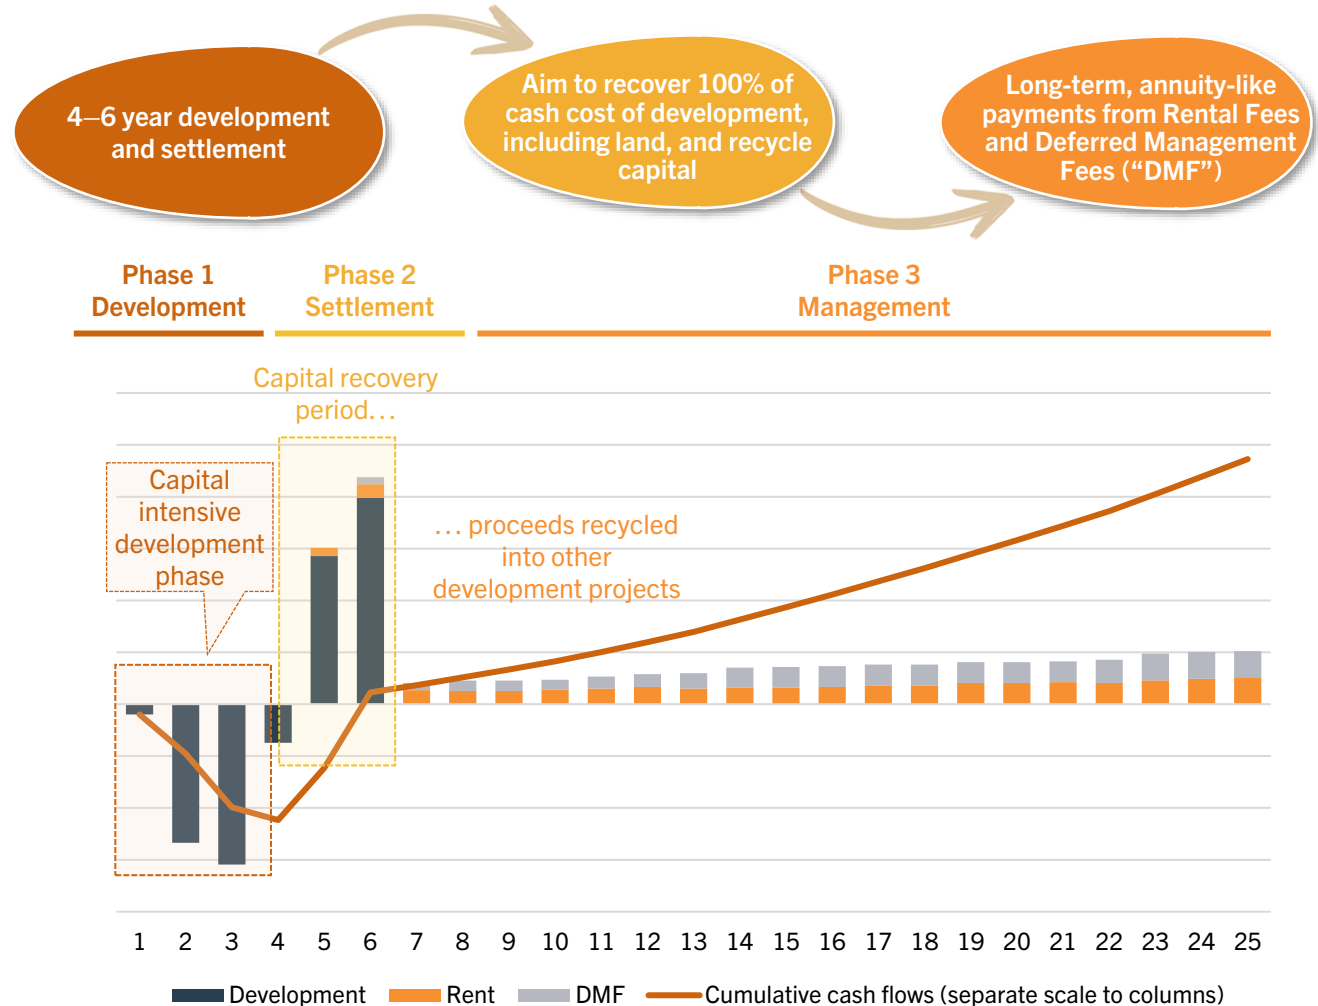 4–6 year development
and settlement
Aim to recover 100% of
cash cost of development,
including land, and recycle
capital
Long-term, annuity-like
payments from Rental Fees
and Deferred Management
Fees (“DMF”)
Phase 1
Development
Phase 2
Settlement
Phase 3
Management
Capital recovery
period…
Capital
intensive
development
phase
… proceeds recycled
into other
development projects
1 2 3 4 5 6 7 8 9 10 11 12 13 14 15 16 17 18 19 20 21 22 23 24 25
Development Rent DMF Cumulative cash flows (separate scale to columns)